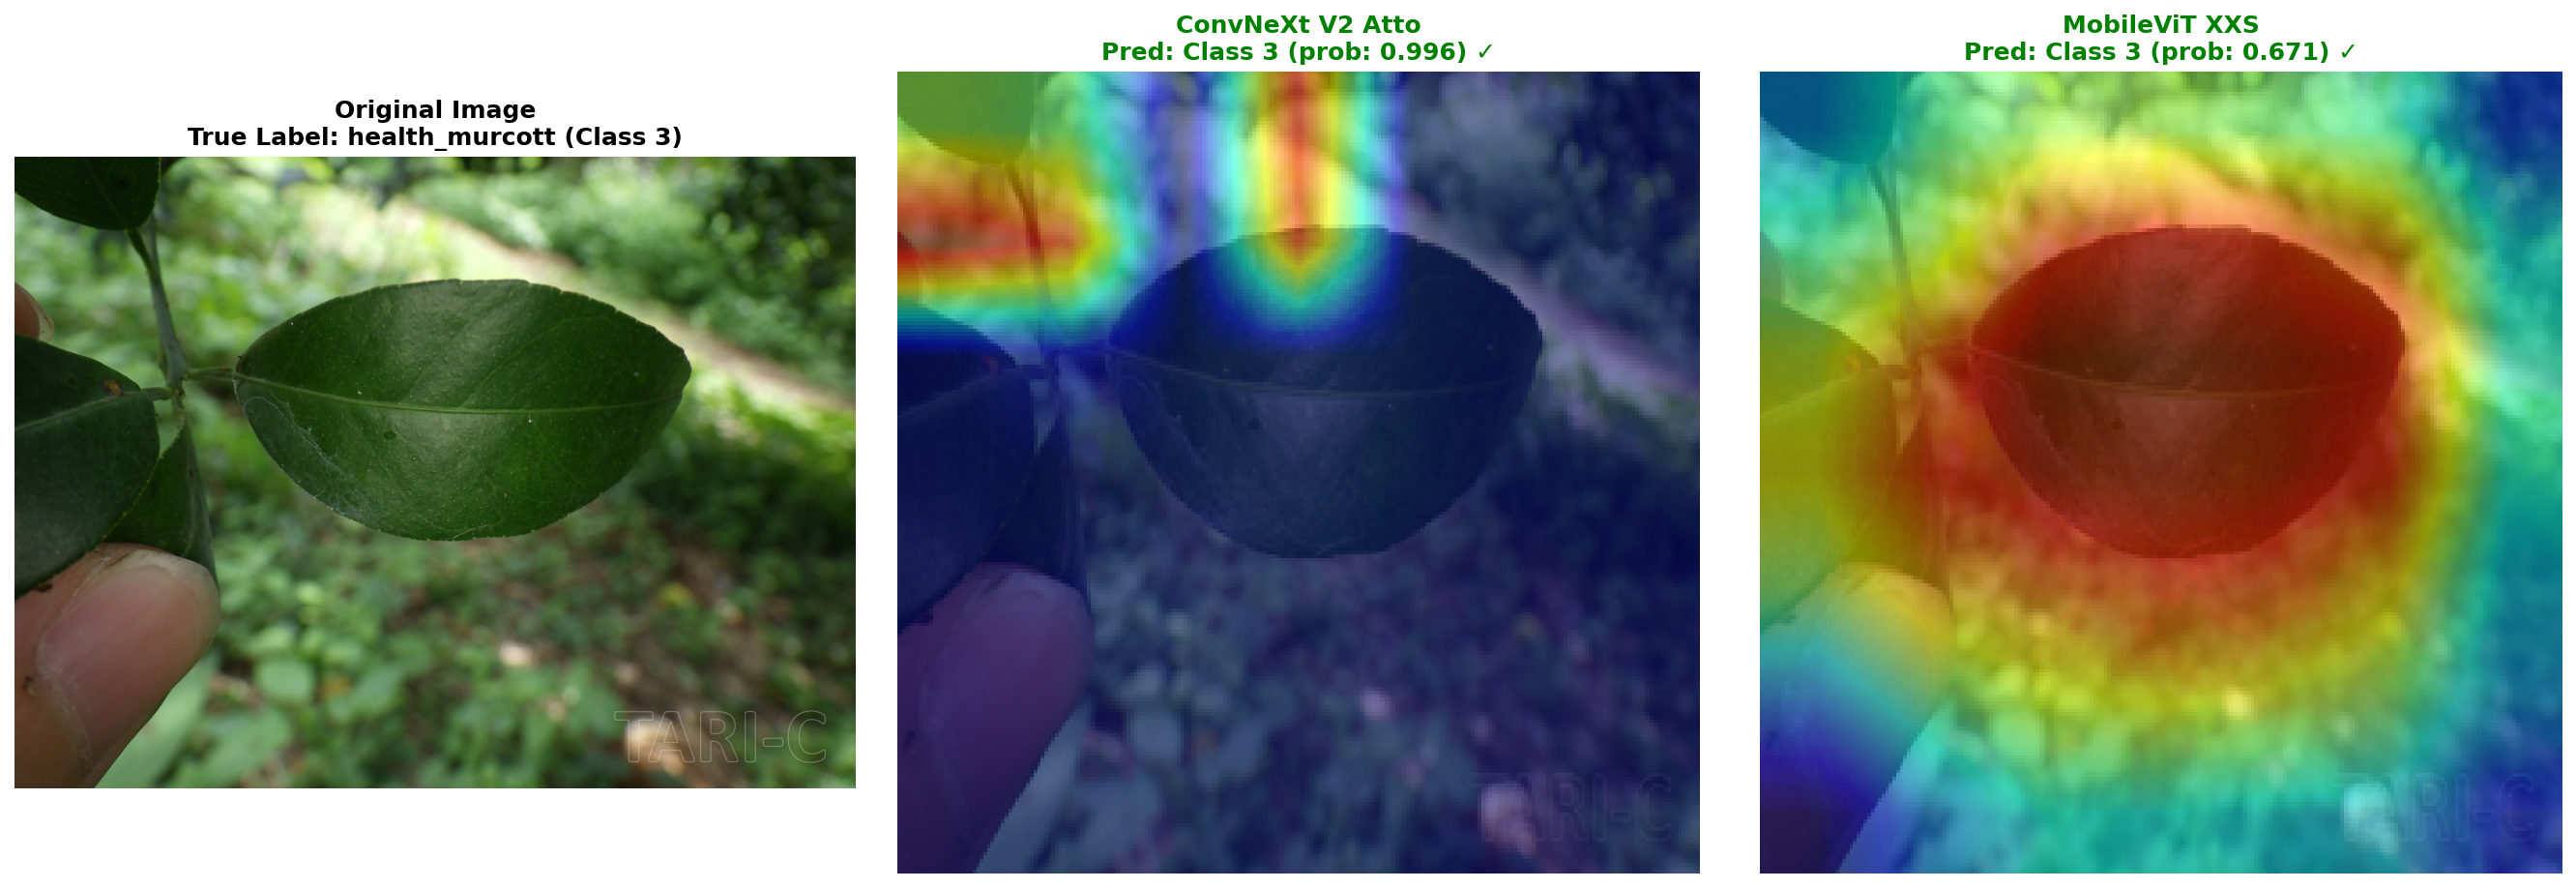 Original Image
True Label: health_murcott (Class 3)
TARI-C
ConvNeXt V2 Atto
Pred: Class 3 (prob: 0.996) ✓
TARI-C
MobileViT XXS
Pred: Class 3 (prob: 0.671) ✓
TARI-C